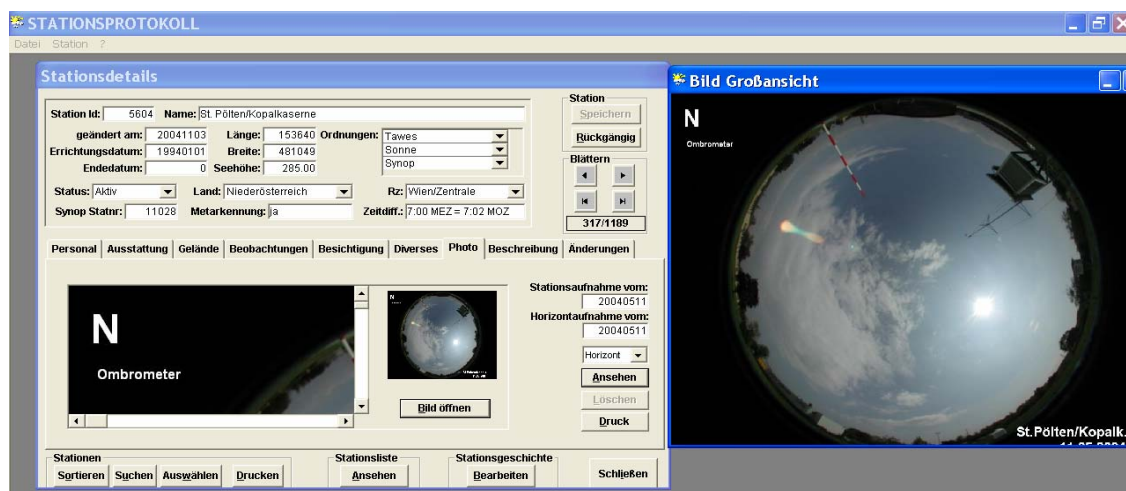 STATIONSPROTOKOLL
Datei Station ?
Stationsdetails
Station Id: 5604 Name: St. Pölten/Kopalkaserne
geändert am: 20041103 Länge: 153640 Ordnungen: Tawes
Errichtungsdatum: 19940101 Breite: 481049 Sonne
Endedatum: 0 Seehöhe: 285.00 Synop
Status: Aktiv Land: Niederösterreich Rz: Wien/Zentrale
Synop Statnr: 11028 Metarkennung: ja Zeitdiff.: 7:00 MEZ = 7:02 MOZ
Station
Speichern
Rückgängig
Blättern
317/1189
Personal Ausstattung Gelände Beobachtungen Besichtigung Diverses Photo Beschreibung Änderungen
N
Ombrometer
Bild öffnen
Stationsaufnahme vom:
20040511
Horizontaufnahme vom:
20040511
Horizont
Ansehen
Löschen
Druck
Stationen
Sortieren Suchen Auswählen Drucken
Stationsliste
Ansehen
Stationsgeschichte
Bearbeiten
Schließen
Bild Großansicht
N
Ombrometer
St.Pölten/Kopalk.